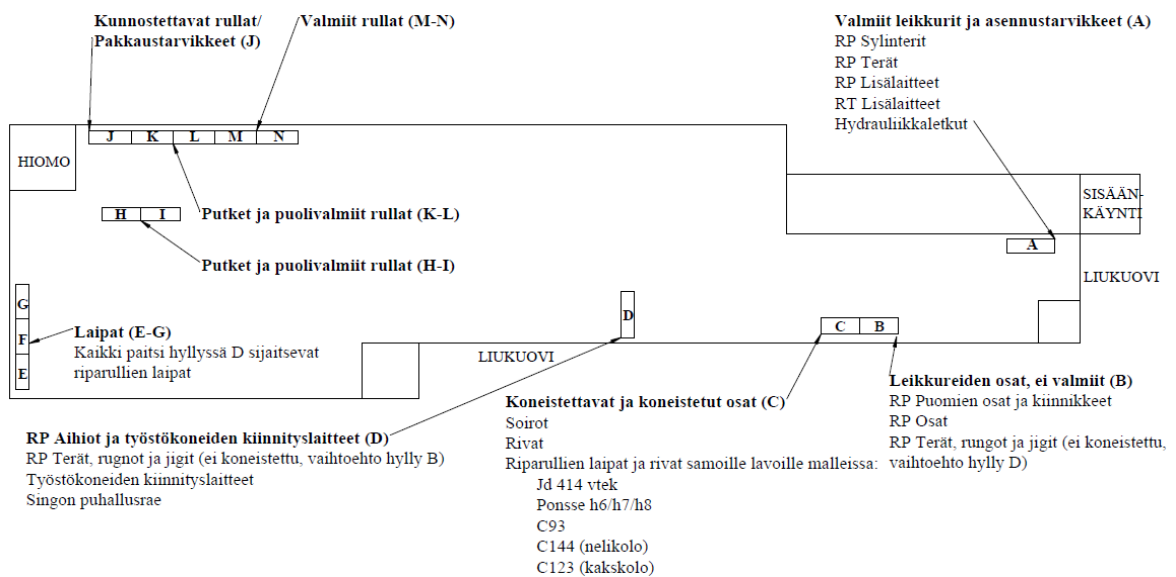 Kunnostettavat rullat/
Pakkaustarvikkeet (J)
Valmiit rullat (M-N)
Valmiit leikkurit ja asennustarvikkeet (A)
RP Sylinterit
RP Terät
RP Lisälaitteet
RT Lisälaitteet
Hydrauliikkaletkut
J K L M N
HIOMO
SISÄÄN-
KÄYNTI
H I
Putket ja puolivalmiit rullat (K-L)
A
Putket ja puolivalmiit rullat (H-I)
LIUKUOVI
G
F
E
Laipat (E-G)
Kaikki paitsi hyllyssä D sijaitsevat
riparullien laipat
D
C B
LIUKUOVI
Leikkureiden osat, ei valmiit (B)
RP Puomien osat ja kiinnikkeet
RP Osat
RP Terät, rungot ja jigit (ei koneistettu,
vaihtoehto hylly D)
Koneistettavat ja koneistetut osat (C)
Soirot
Rivat
Riparullien laipat ja rivat samoille lavoille malleissa:
Jd 414 vtek
Ponsse h6/h7/h8
C93
C144 (nelikolo)
C123 (kakskolo)
RP Aihiot ja työstökoneiden kiinnityslaitteet (D)
RP Terät, rugnot ja jigit (ei koneistettu, vaihtoehto hylly B)
Työstökoneiden kiinnityslaitteet
Singon puhallusrae